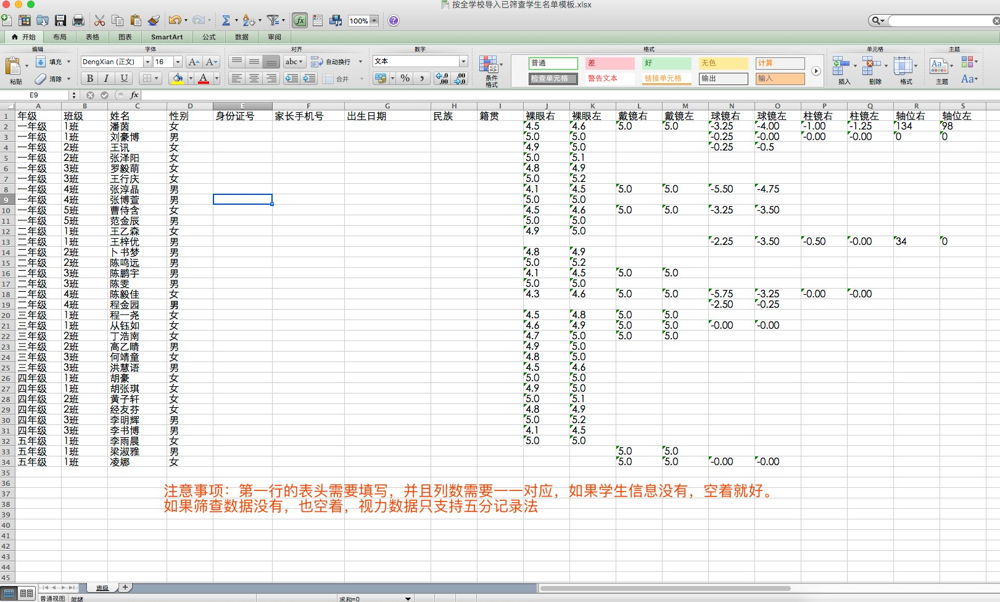 按全学校导入已筛查学生名单模板.xlsx
100%
开始 布局 表格 图表 SmartArt 公式 数据 审阅
编辑 字体 对齐 数字 格式 单元格 主题
粘贴 填充 清除 DengXian (正文) 16 abc 自动换行 合并 文本 条件格式 普通 差 好 无色 计算 插入 删除 格式 主题
检查单元格 警告文本 链接单元格 输出 输入
E9 fx
A B C D E F G H I J K L M N O P Q R S
1 年级 班级 姓名 性别 身份证号 家长手机号 出生日期 民族 籍贯 裸眼右 裸眼左 戴镜右 戴镜左 球镜右 球镜左 柱镜右 柱镜左 轴位右 轴位左
2 一年级 1班 潘茵 女 4.5 4.6 5.0 5.0 -3.25 -4.00 -1.00 -1.25 134 98
3 一年级 1班 刘豪博 男 5.0 5.0 -0.25 -0.00 -0.00 -0.00 0 0
4 一年级 2班 王讯 女 4.9 5.0 -0.25 -0.5
5 一年级 2班 张泽阳 女 5.0 5.1
6 一年级 3班 罗毅萌 女 4.8 4.9
7 一年级 3班 王行庆 女 5.0 5.2
8 一年级 4班 张淳晶 男 4.1 4.5 5.0 5.0 -5.50 -4.75
9 一年级 4班 张博萱 男 5.0 5.0
10 一年级 5班 曹侍含 女 4.5 4.6 5.0 5.0 -3.25 -3.50
11 一年级 5班 范金辰 男 5.0 5.0
12 二年级 1班 王乙森 女 4.9 5.0
13 二年级 1班 王梓优 男 -2.25 -3.50 -0.50 -0.00 34 0
14 二年级 2班 卜书梦 男 4.8 4.9
15 二年级 2班 陈鸣远 男 5.0 5.2
16 二年级 3班 陈鹏宇 男 4.1 4.5 5.0 5.0
17 二年级 3班 陈雯 男 5.0 5.0
18 二年级 4班 陈毅佳 女 4.3 4.6 5.0 5.0 -5.75 -3.25 -0.00 -0.00
19 二年级 4班 程金园 男 -2.50 -0.25
20 三年级 1班 程一尧 女 4.5 4.8 5.0 5.0
21 三年级 1班 从钰如 女 4.6 4.9 5.0 5.0 -0.00 -0.00
22 三年级 2班 丁浩南 女 4.7 5.0 5.0 5.0
23 三年级 2班 高乙睛 男 4.9 5.0
24 三年级 3班 何靖童 女 4.8 5.0
25 三年级 3班 洪慧语 男 4.5 4.6
26 四年级 1班 胡豪 女 5.0 5.0
27 四年级 1班 胡张琪 女 4.9 5.0
28 四年级 2班 黄子轩 女 5.0 5.1
29 四年级 2班 经友芬 女 4.8 4.9
30 四年级 3班 李明辉 男 5.0 5.2
31 四年级 3班 李书博 男 4.1 4.5
32 五年级 1班 李雨晨 女 5.0 5.0
33 五年级 1班 梁淑雅 男 5.0 5.0
34 五年级 1班 凌娜 女 5.0 5.0 -0.00 -0.00
35
36
37
38
39
40
41
42
43
44
45
注意事项：第一行的表头需要填写，并且列数需要一一对应，如果学生信息没有，空着就好。
如果筛查数据没有，也空着，视力数据只支持五分记录法
班级
普通视图 就绪 求和=0